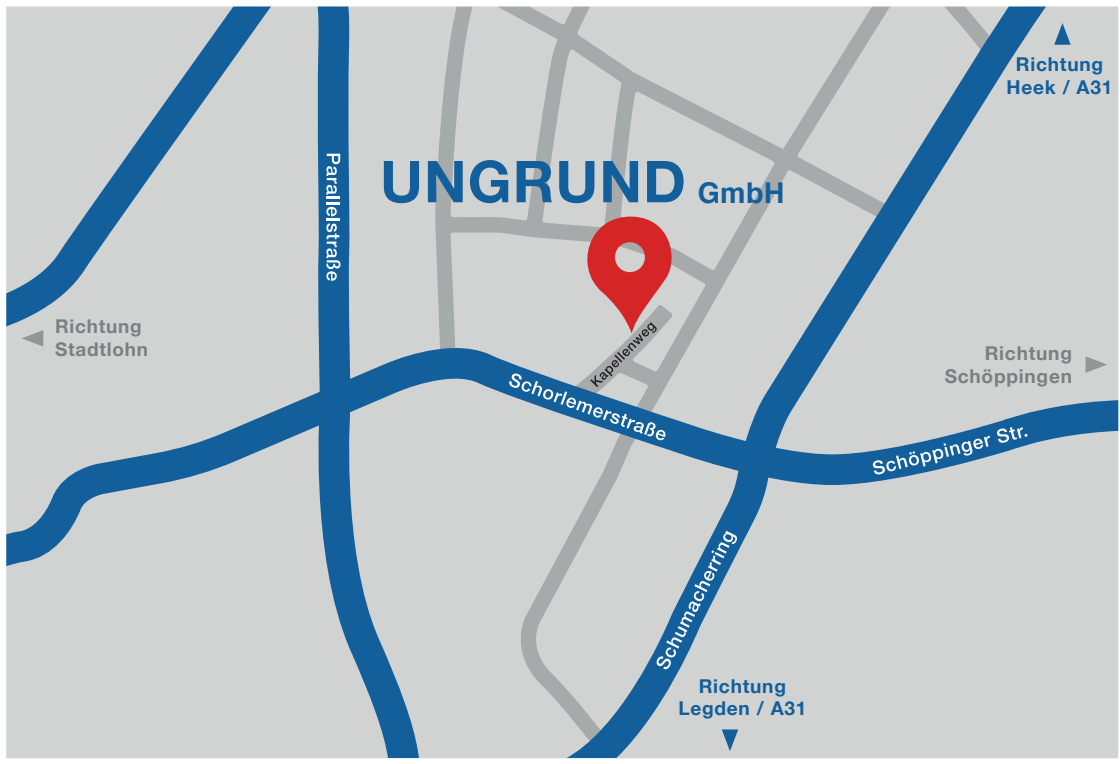 Richtung
Heek / A31
Parallelstraße
UNGRUND GmbH
Richtung
Stadtlohn
Kapellenweg
Richtung
Schöppingen
Schorlemerstraße
Schöppinger Str.
Schumacherring
Richtung
Legden / A31